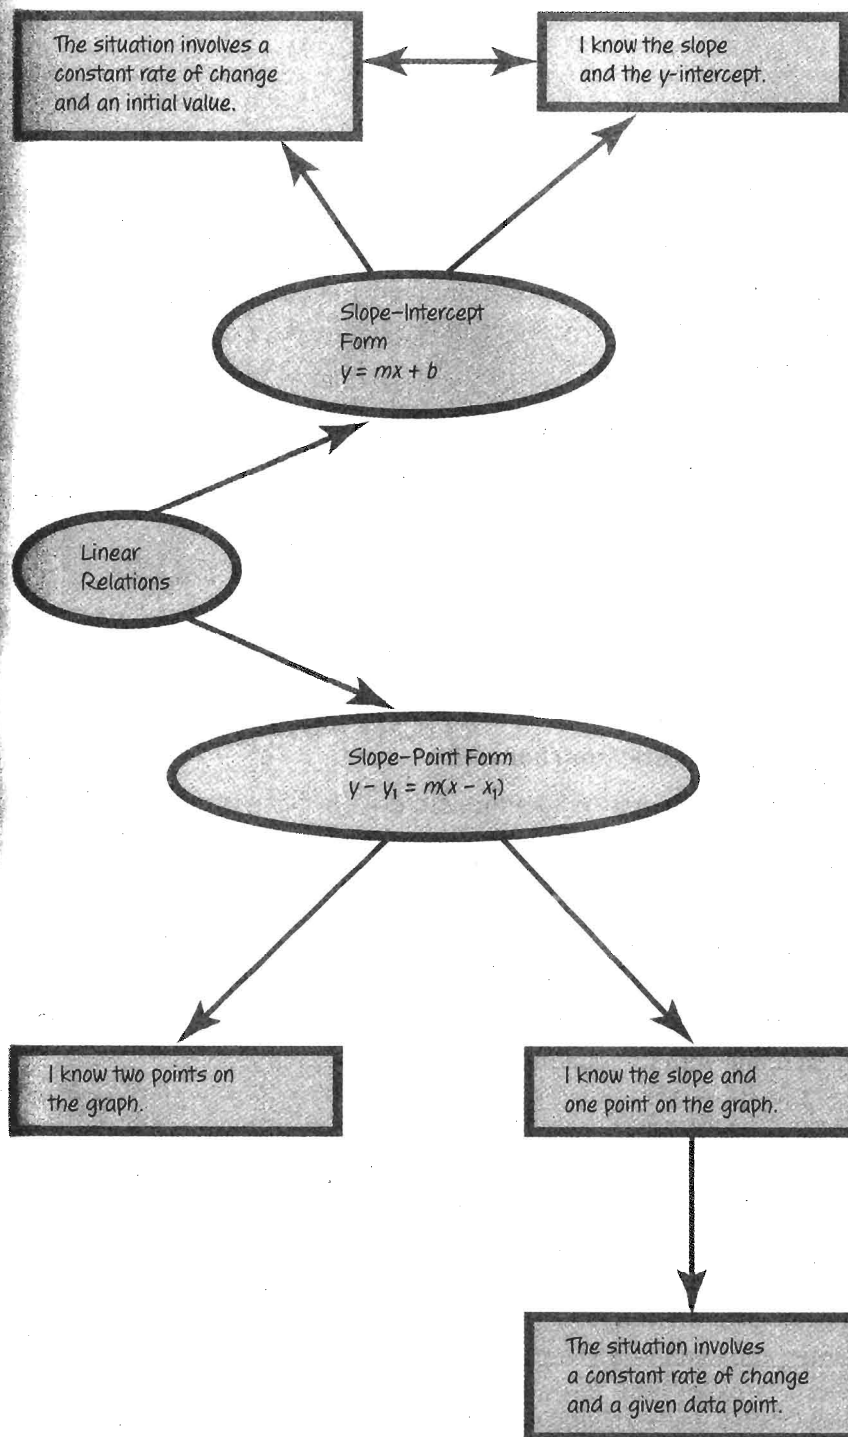 The situation involves a
constant rate of change
and an initial value.
I know the slope
and the y-intercept.
Slope-Intercept
Form
y = mx + b
Linear
Relations
Slope-Point Form
y - y₁ = m(x - x₁)
I know two points on
the graph.
I know the slope and
one point on the graph.
The situation involves
a constant rate of change
and a given data point.